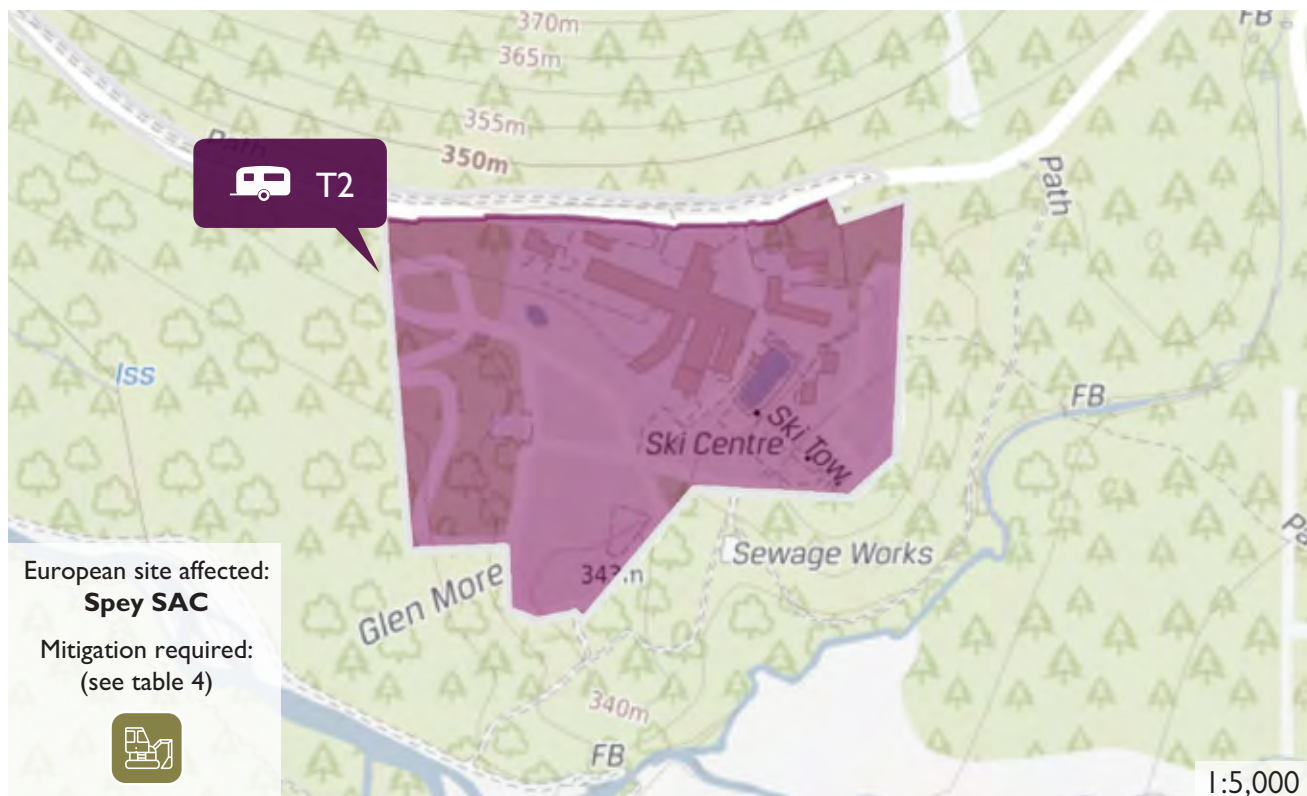 370m
FB
365m
355m
Path
350m
Path
T2
Iss
FB
Ski Tow
Ski Centre
Sewage Works
European site affected:
Spey SAC
Glen More
Mitigation required:
(see table 4)
340m
FB
1:5,000